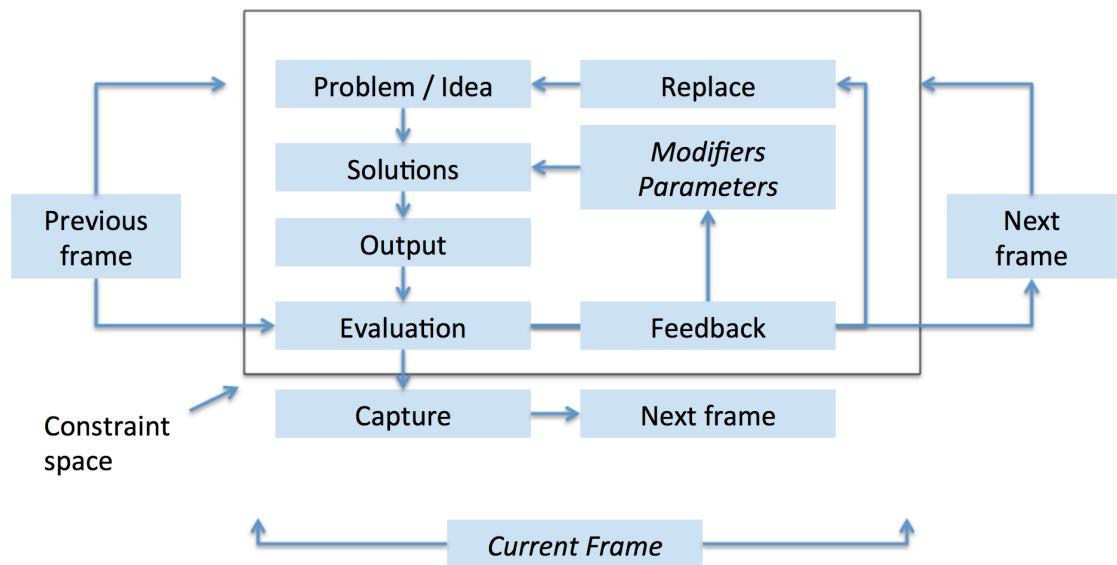 Problem / Idea
Replace
Solutions
Modifiers
Parameters
Previous
frame
Output
Next
frame
Evaluation
Feedback
Constraint
space
Capture
Next frame
Current Frame